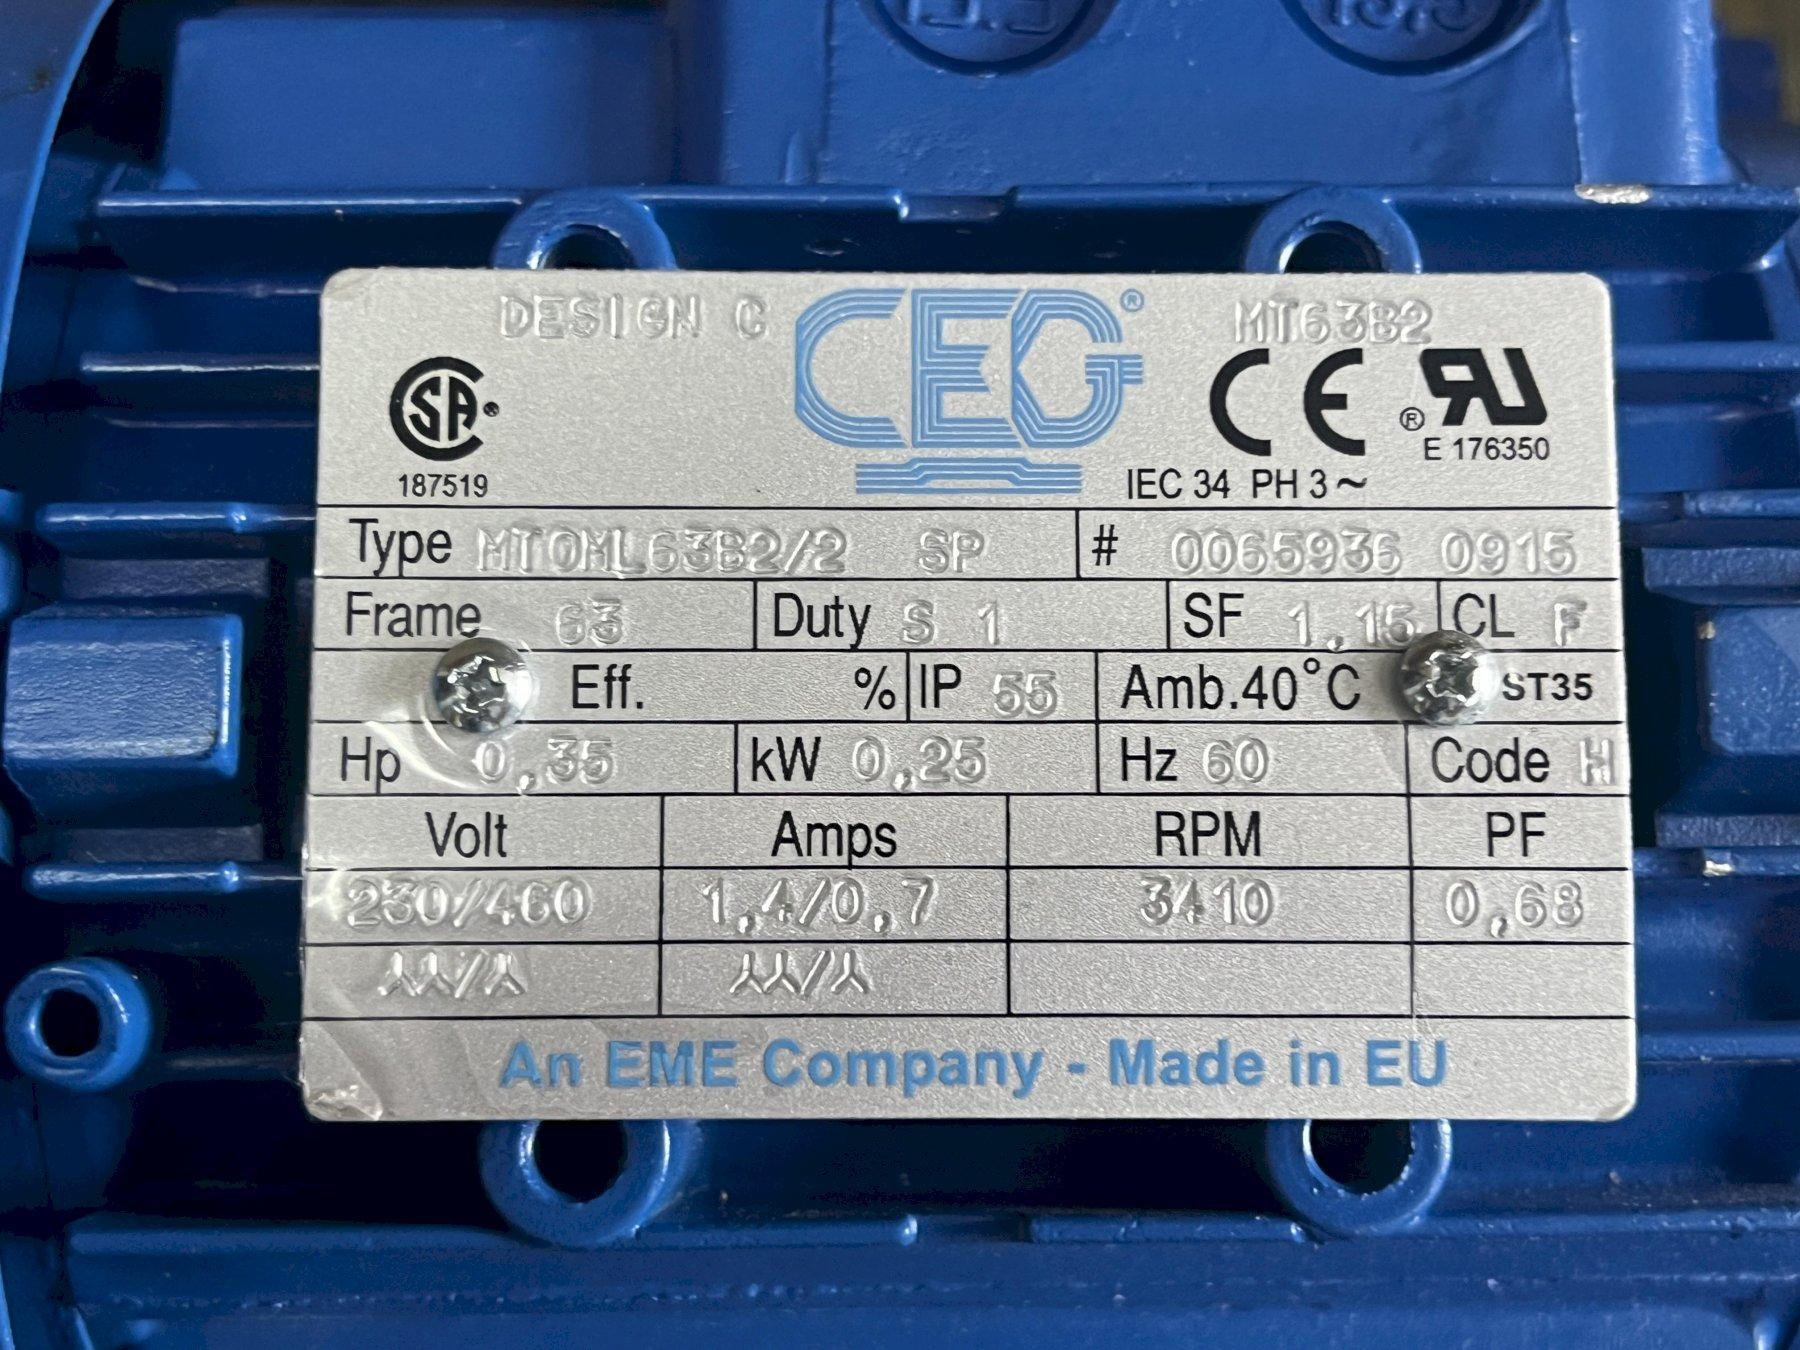 DESIGN C CEG® MT63B2
CSA®
187519
CE
® E 176350
IEC 34 PH 3~
Type MTOML63B2/2 SP # 0065936 0915
Frame 63 Duty S 1 SF 1,15 CL F
Eff. % IP 55 Amb.40°C ST35
Hp 0,35 kW 0,25 Hz 60 Code H
Volt Amps RPM PF
230/460 1,4/0,7 3410 0,68
An EME Company - Made in EU